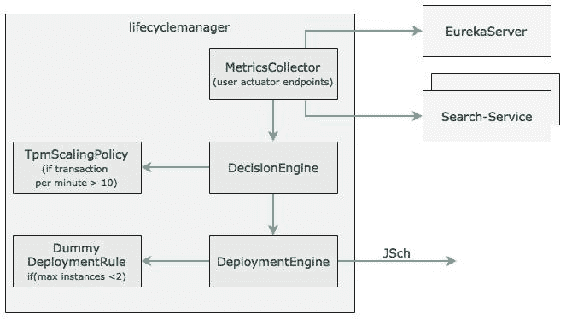 lifecyclemanager
MetricsCollector
(user actuator endpoints)
EurekaServer
Search-Service
TpmScalingPolicy
(if transaction
per minute > 10)
DecisionEngine
Dummy
DeploymentRule
if(max instances <2)
DeploymentEngine
JSch